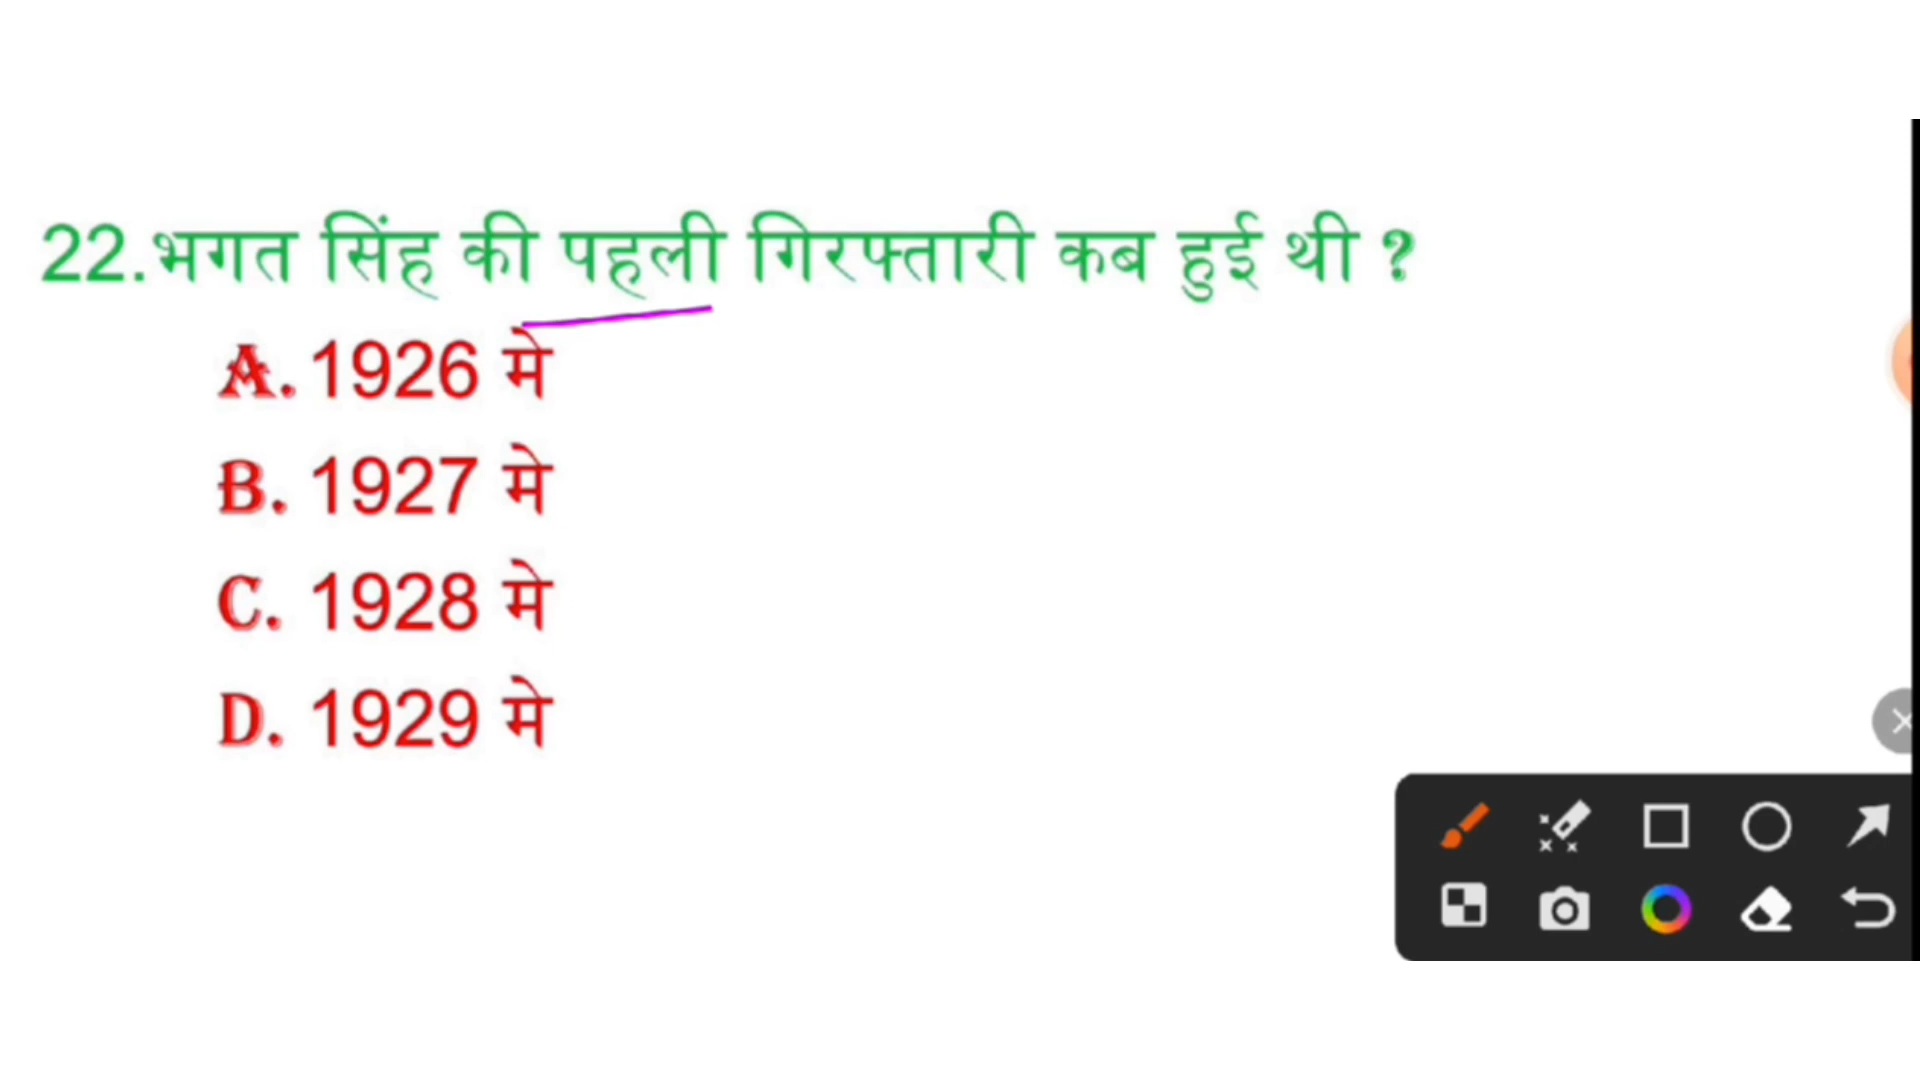 22.भगत सिंह की पहली गिरफ्तारी कब हुई थी ?
A. 1926 मे
B. 1927 मे
C. 1928 मे
D. 1929 मे